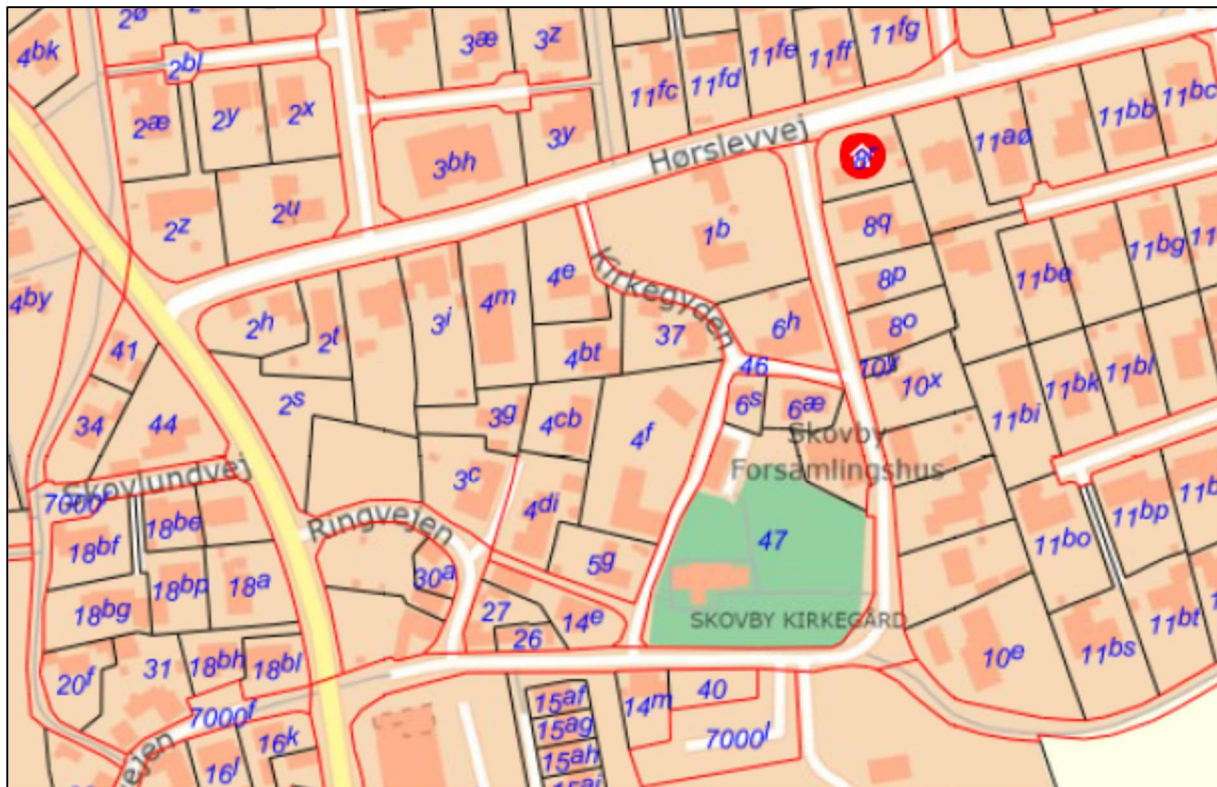 4bk
2ø
3æ
3z
11fe
11ff
11fg
2bl
11fc
11fd
2æ
2y
2x
3y
11aø
11bb
11bc
3bh
Hørslevvej
2z
2u
1b
8q
11bg
4by
4e
Kirkegyden
8p
11be
2h
2t
3i
4m
37
6h
8o
41
4bt
46
10x
11bk
11bl
2s
6s
6æ
34
44
3g
4cb
4f
Skovby
11bi
Forsamlingshus
Skovlundvej
3c
7000f
4di
18be
Ringvejen
11bp
18bf
47
11bo
5g
18bp
18a
30a
18bg
27
14e
SKOVBY KIRKEGÅRD
26
11bt
20f
31
18bh
18bl
10e
11bs
15af
14m
40
7000f
15ag
16k
7000l
15ah
16l